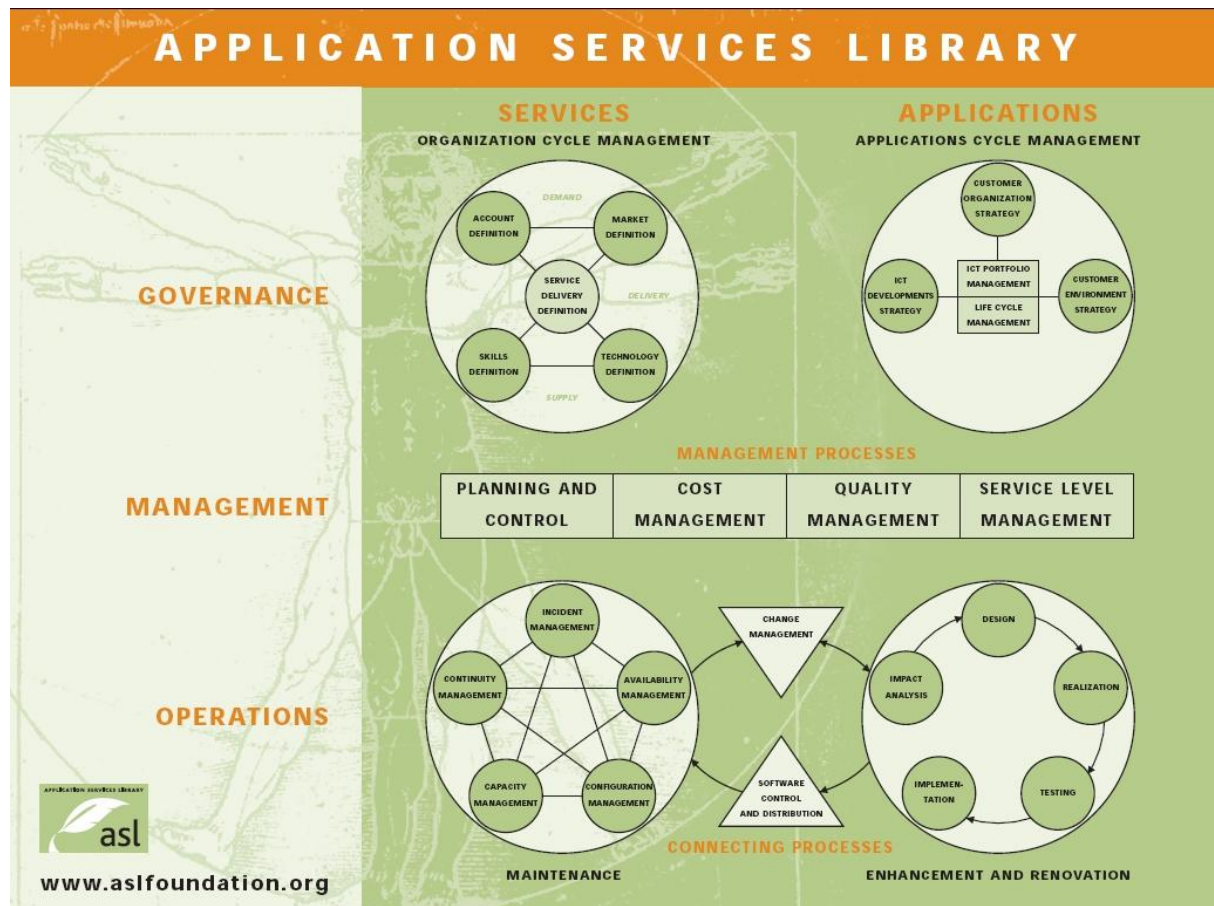 APPLICATION SERVICES LIBRARY
SERVICES
ORGANIZATION CYCLE MANAGEMENT
APPLICATIONS
APPLICATIONS CYCLE MANAGEMENT
GOVERNANCE
DEMAND
ACCOUNT
DEFINITION
MARKET
DEFINITION
SERVICE
DELIVERY
DEFINITION
DELIVERY
SKILLS
DEFINITION
TECHNOLOGY
DEFINITION
SUPPLY
CUSTOMER
ORGANIZATION
STRATEGY
ICT
DEVELOPMENTS
STRATEGY
ICT PORTFOLIO
MANAGEMENT
LIFE CYCLE
MANAGEMENT
CUSTOMER
ENVIRONMENT
STRATEGY
MANAGEMENT
MANAGEMENT PROCESSES
PLANNING AND
CONTROL
COST
MANAGEMENT
QUALITY
MANAGEMENT
SERVICE LEVEL
MANAGEMENT
OPERATIONS
INCIDENT
MANAGEMENT
CONTINUITY
MANAGEMENT
AVAILABILITY
MANAGEMENT
CAPACITY
MANAGEMENT
CONFIGURATION
MANAGEMENT
MAINTENANCE
CHANGE
MANAGEMENT
SOFTWARE
CONTROL
AND DISTRIBUTION
CONNECTING PROCESSES
DESIGN
IMPACT
ANALYSIS
REALIZATION
IMPLEMEN-
TATION
TESTING
ENHANCEMENT AND RENOVATION
APPLICATION SERVICES LIBRARY
asl
www.aslfoundation.org